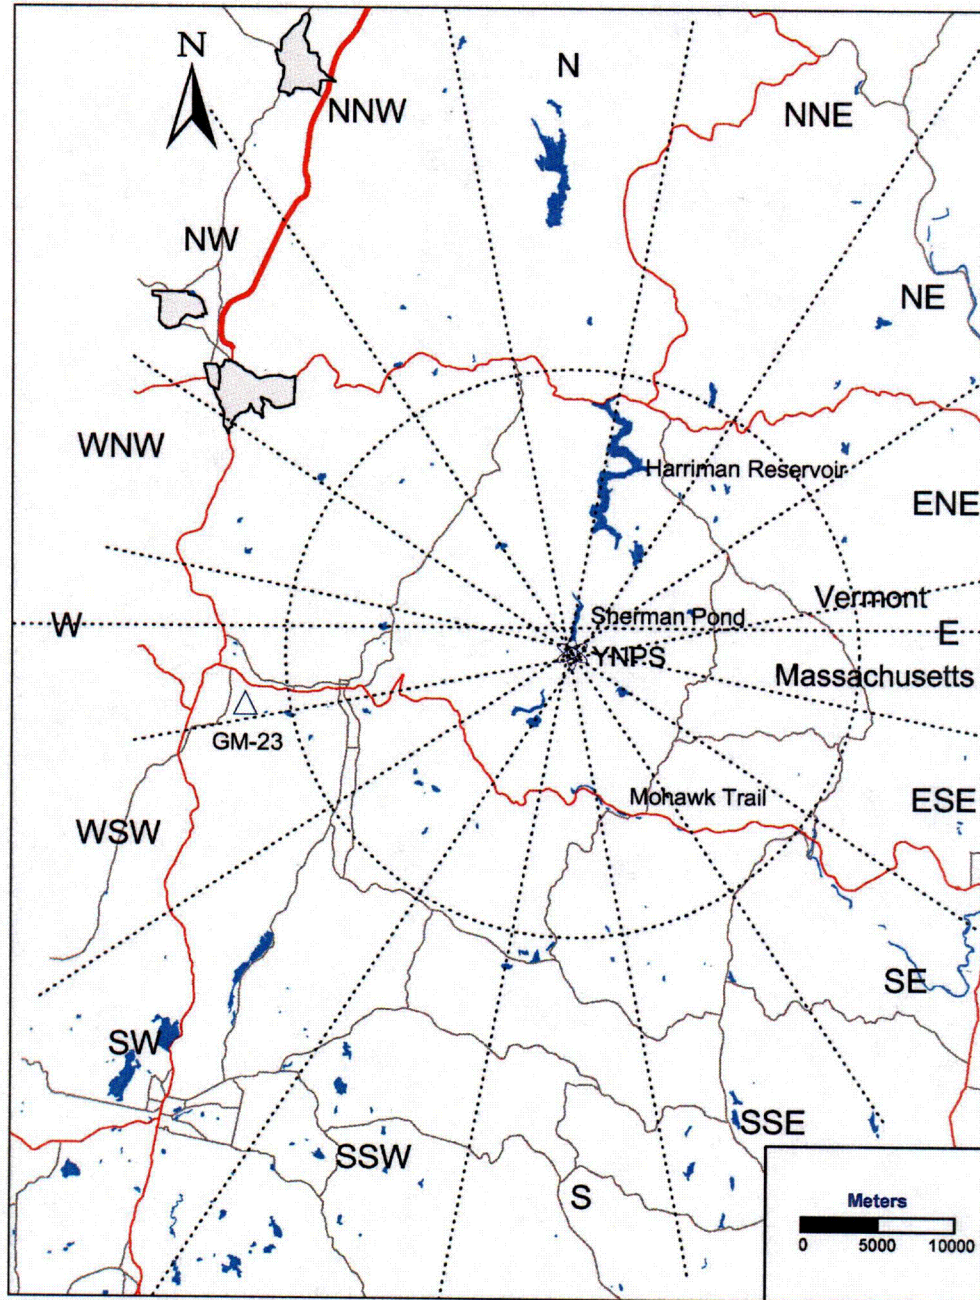 N
N
NNW
NNE
NW
NE
WNW
Harriman Reservoir
ENE
Vermont
Sherman Pond
W
E
YNPS
Massachusetts
GM-23
Mohawk Trail
ESE
WSW
SE
SW
SSE
SSW
S
Meters
0 5000 10000